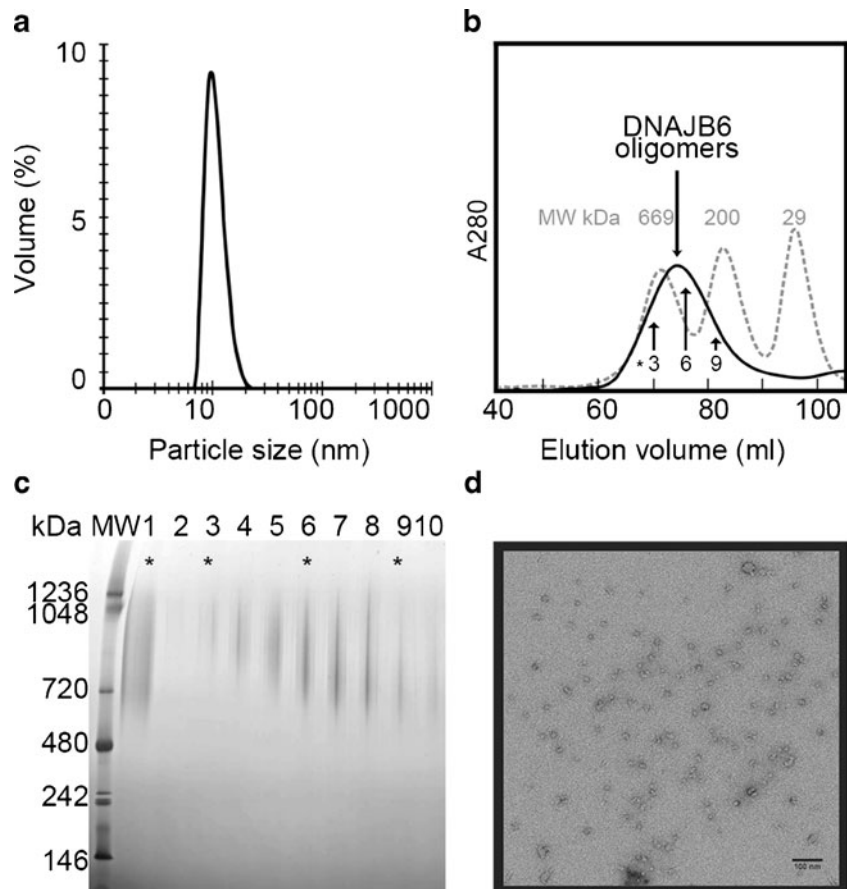 a
10
5
0
Volume (%)
0 10 100 1000
Particle size (nm)
b
DNAJB6
oligomers
MW kDa 669 200 29
A280
* 3 6 9
40 60 80 100
Elution volume (ml)
c
kDa MW 1 2 3 4 5 6 7 8 9 10
* * * *
1236
1048
720
480
242
146
d
100 nm